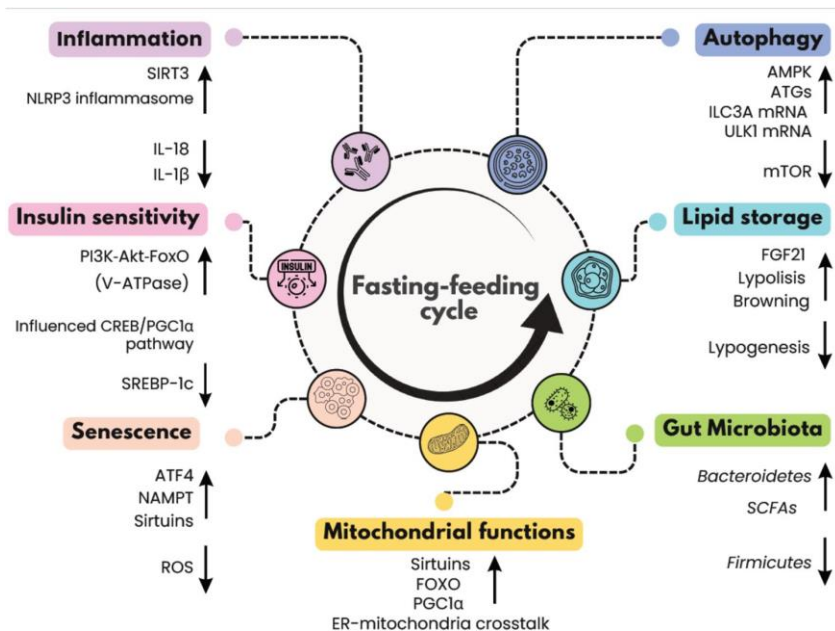 Inflammation
SIRT3
NLRP3 inflammasome
IL-18
IL-1β
Insulin sensitivity
PI3K-Akt-FoxO
(V-ATPase)
Influenced CREB/PGC1α
pathway
SREBP-1c
Senescence
ATF4
NAMPT
Sirtuins
ROS
INSULIN
Fasting-feeding
cycle
Mitochondrial functions
Sirtuins
FOXO
PGC1α
ER-mitochondria crosstalk
Autophagy
AMPK
ATGs
ILC3A mRNA
ULK1 mRNA
mTOR
Lipid storage
FGF21
Lypolisis
Browning
Lypogenesis
Gut Microbiota
Bacteroidetes
SCFAs
Firmicutes